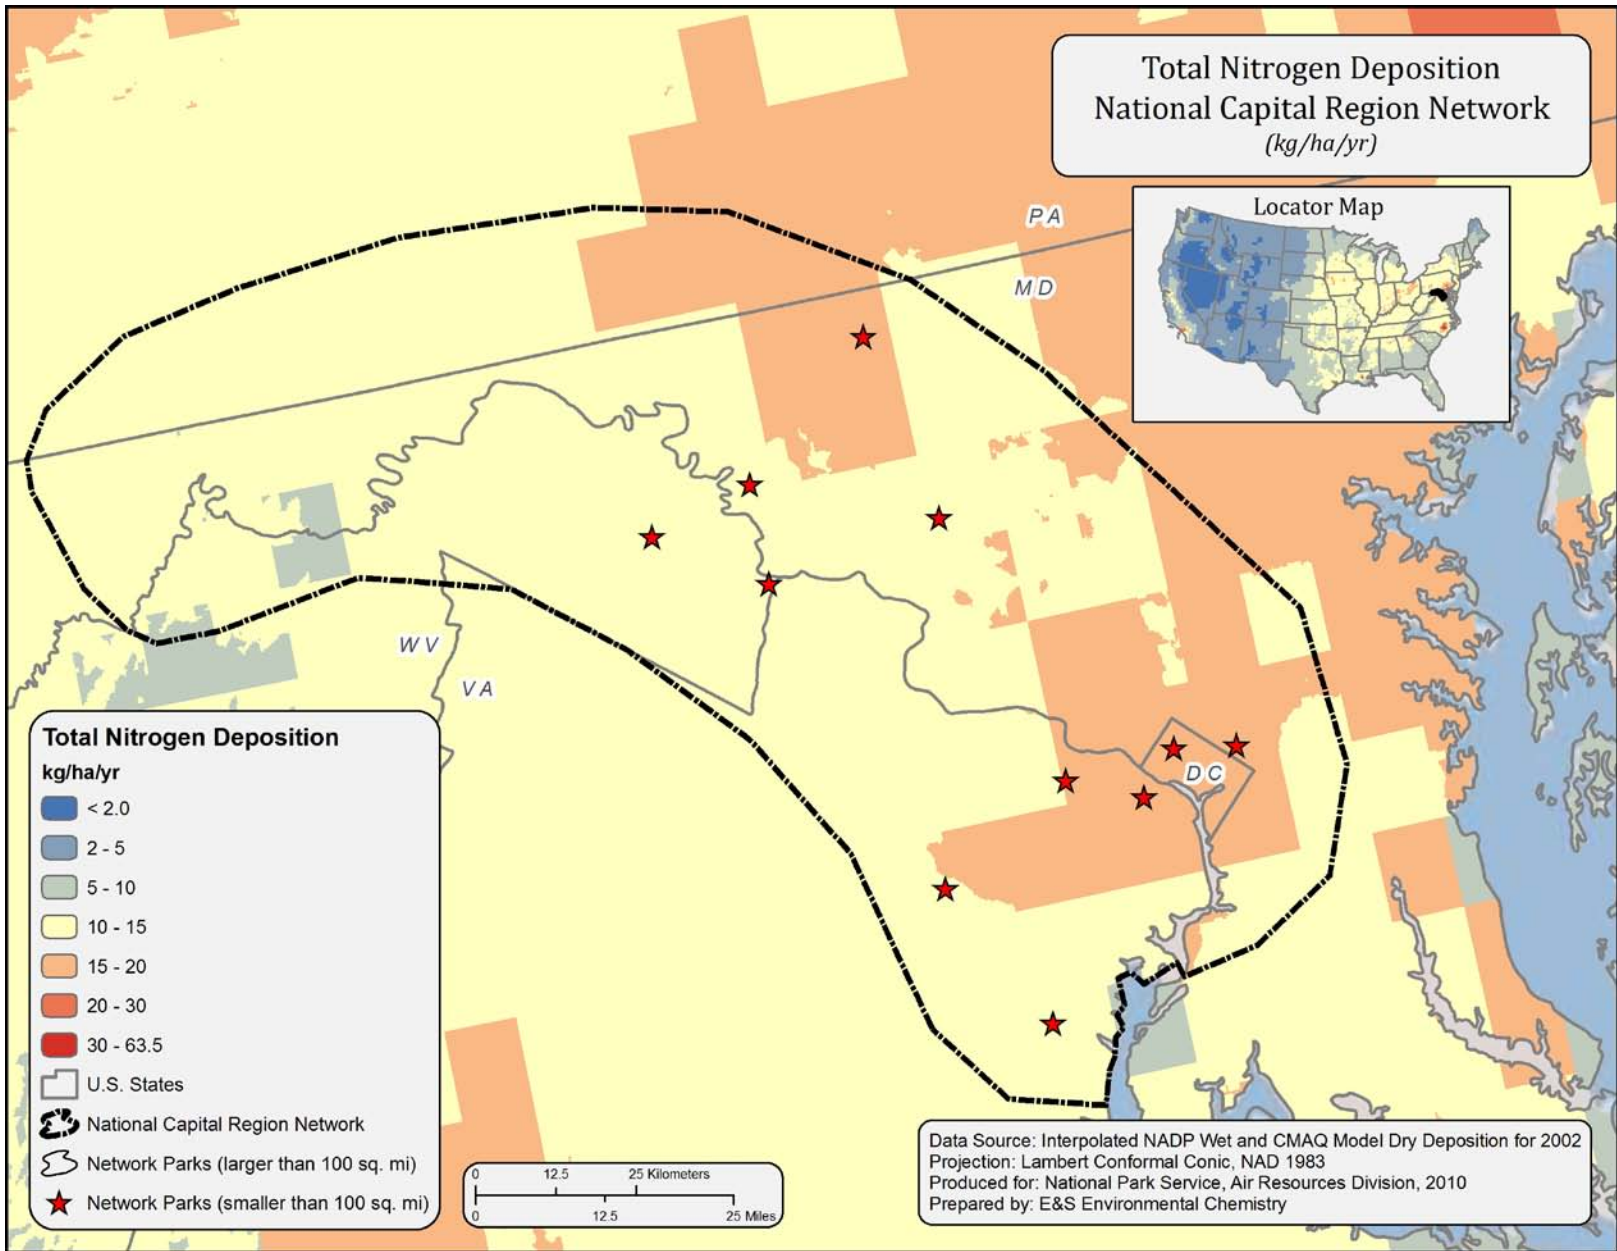 Total Nitrogen Deposition
National Capital Region Network
(kg/ha/yr)
Locator Map
PA
MD
WV
VA
DC
Total Nitrogen Deposition
kg/ha/yr
< 2.0
2 - 5
5 - 10
10 - 15
15 - 20
20 - 30
30 - 63.5
U.S. States
National Capital Region Network
Network Parks (larger than 100 sq. mi)
Network Parks (smaller than 100 sq. mi)
0 12.5 25 Kilometers
0 12.5 25 Miles
Data Source: Interpolated NADP Wet and CMAQ Model Dry Deposition for 2002
Projection: Lambert Conformal Conic, NAD 1983
Produced for: National Park Service, Air Resources Division, 2010
Prepared by: E&S Environmental Chemistry